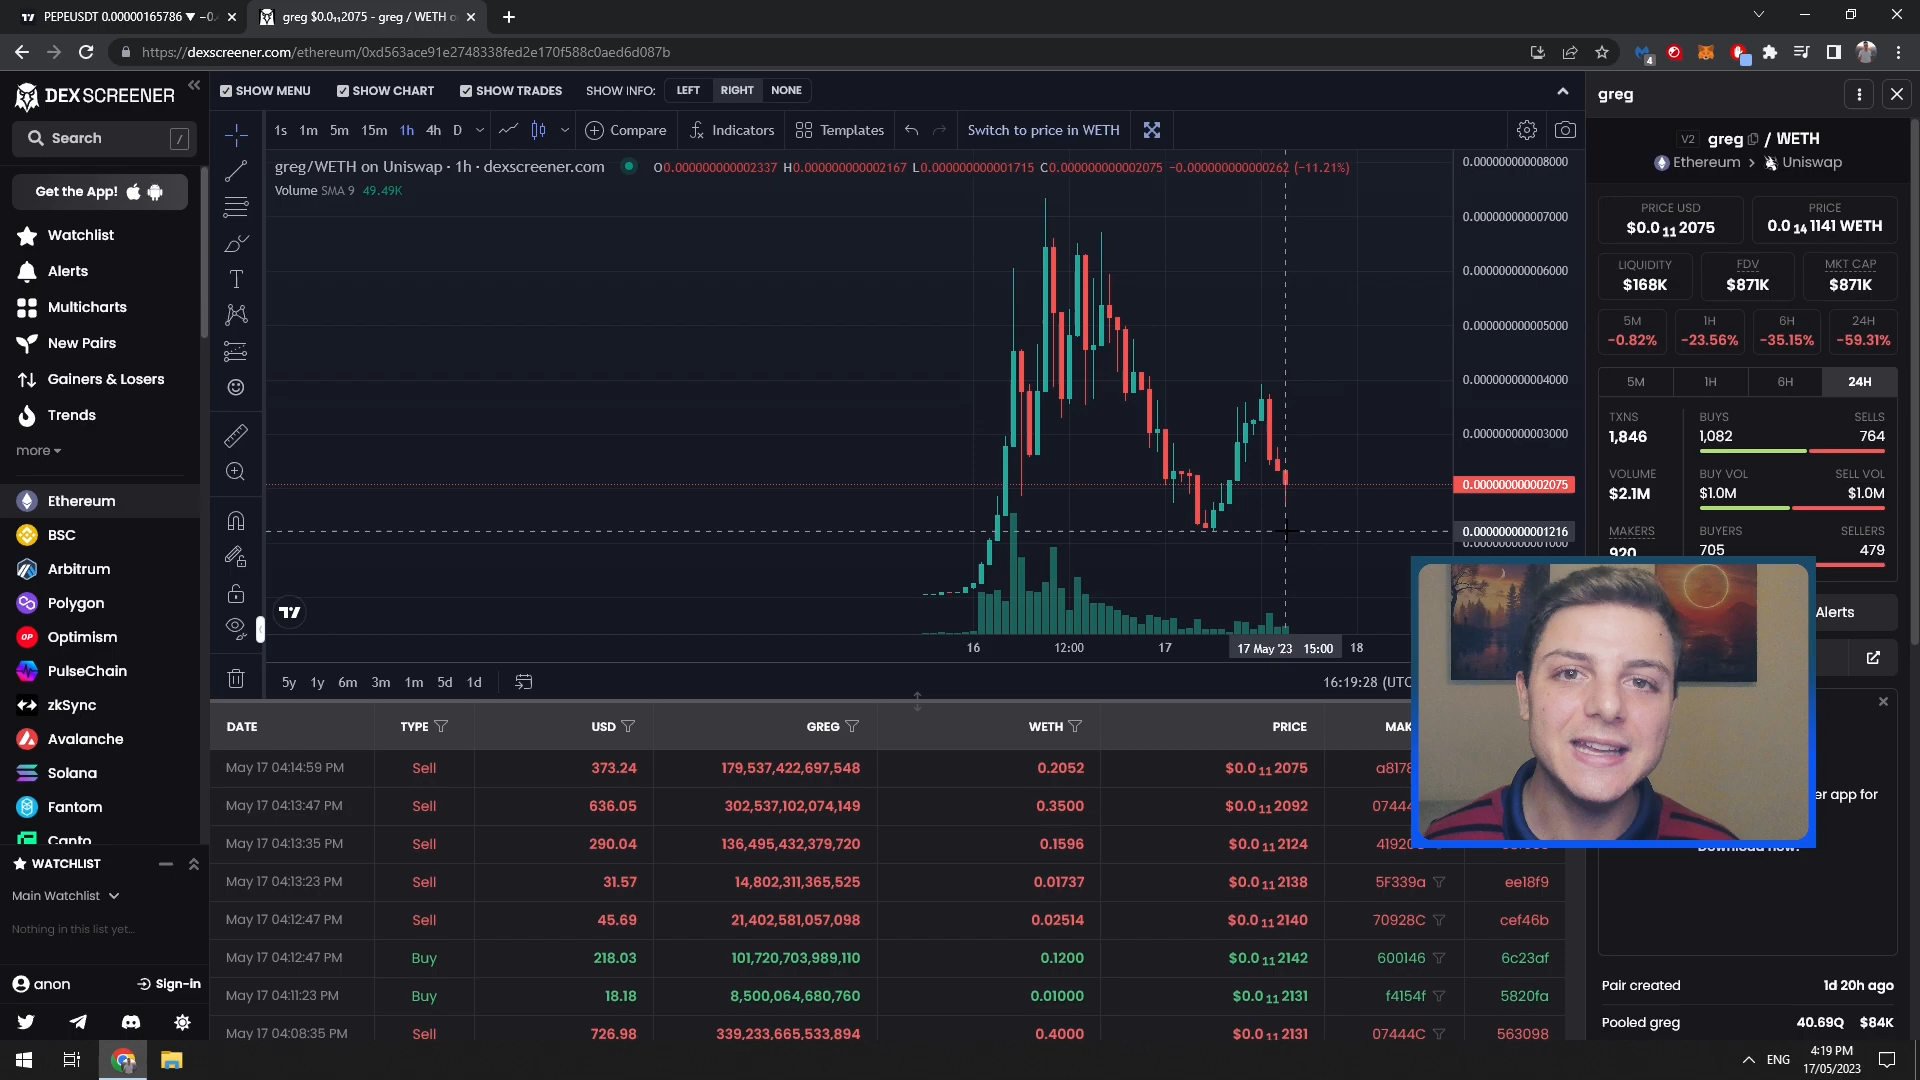 PEPEUSDT 0.00000165786 ▼ −0.
greg $0.0₁₁2075 - greg / WETH o
https://dexscreener.com/ethereum/0xd563ace91e2748338fed2e170f588c0aed6d087b
4
DEX SCREENER
Search /
Get the App!
Watchlist
Alerts
Multicharts
New Pairs
Gainers & Losers
Trends
more
Ethereum
BSC
Arbitrum
Polygon
OP Optimism
PulseChain
zkSync
Avalanche
Solana
Fantom
Canto
WATCHLIST
Main Watchlist
Nothing in this list yet...
anon Sign-in
SHOW MENU SHOW CHART SHOW TRADES SHOW INFO: LEFT RIGHT NONE
1s 1m 5m 15m 1h 4h D Compare Indicators Templates Switch to price in WETH
greg/WETH on Uniswap · 1h · dexscreener.com O0.000000000002337 H0.000000000002167 L0.000000000001715 C0.000000000002075 −0.000000000000262 (−11.21%)
Volume SMA 9 49.49K
0.000000000008000
0.000000000007000
0.000000000006000
0.000000000005000
0.000000000004000
0.000000000003000
0.000000000002075
0.000000000001216
0.000000000001000
16 12:00 17 17 May '23 15:00 18
5y 1y 6m 3m 1m 5d 1d 16:19:28 (UTC
DATE TYPE USD GREG WETH PRICE MAK
May 17 04:14:59 PM Sell 373.24 179,537,422,697,548 0.2052 $0.0₁₁2075 a8178
May 17 04:13:47 PM Sell 636.05 302,537,102,074,149 0.3500 $0.0₁₁2092 07444
May 17 04:13:35 PM Sell 290.04 136,495,432,379,720 0.1596 $0.0₁₁2124 41920
May 17 04:13:23 PM Sell 31.57 14,802,311,365,525 0.01737 $0.0₁₁2138 5F339a ee18f9
May 17 04:12:47 PM Sell 45.69 21,402,581,057,098 0.02514 $0.0₁₁2140 70928C cef46b
May 17 04:12:47 PM Buy 218.03 101,720,703,989,110 0.1200 $0.0₁₁2142 600146 6c23af
May 17 04:11:23 PM Buy 18.18 8,500,064,680,760 0.01000 $0.0₁₁2131 f4154f 5820fa
May 17 04:08:35 PM Sell 726.98 339,233,665,533,894 0.4000 $0.0₁₁2131 07444C 563098
greg
V2 greg / WETH
Ethereum > Uniswap
PRICE USD PRICE
$0.0₁₁2075 0.0₁₄1141 WETH
LIQUIDITY FDV MKT CAP
$168K $871K $871K
5M 1H 6H 24H
-0.82% -23.56% -35.15% -59.31%
5M 1H 6H 24H
TXNS BUYS SELLS
1,846 1,082 764
VOLUME BUY VOL SELL VOL
$2.1M $1.0M $1.0M
MAKERS BUYERS SELLERS
920 705 479
Alerts
er app for
Download now!
Pair created 1d 20h ago
Pooled greg 40.69Q $84K
ENG
4:19 PM
17/05/2023